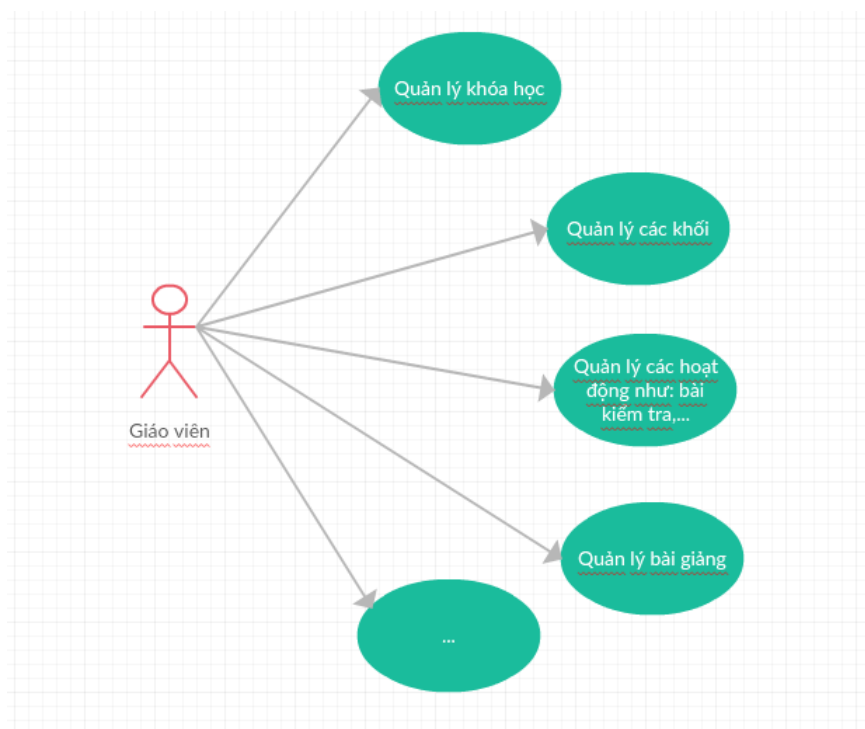 Quản lý khóa học
Quản lý các khối
Quản lý các hoạt
động như: bài
kiểm tra,...
Giáo viên
Quản lý bài giảng
...